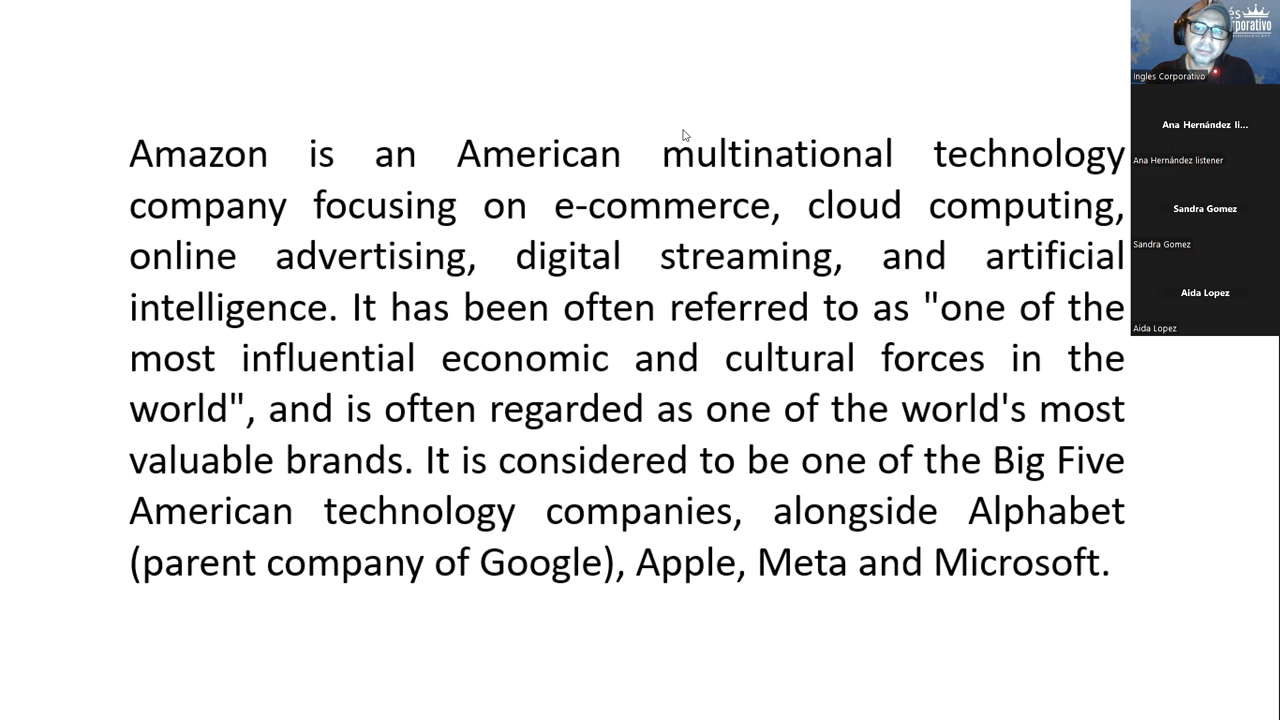 Amazon is an American multinational technology
company focusing on e-commerce, cloud computing,
online advertising, digital streaming, and artificial
intelligence. It has been often referred to as "one of the
most influential economic and cultural forces in the
world", and is often regarded as one of the world's most
valuable brands. It is considered to be one of the Big Five
American technology companies, alongside Alphabet
(parent company of Google), Apple, Meta and Microsoft.
Ingles Corporativo
Ana Hernández li...
Ana Hernández listener
Sandra Gomez
Sandra Gomez
Aida Lopez
Aida Lopez